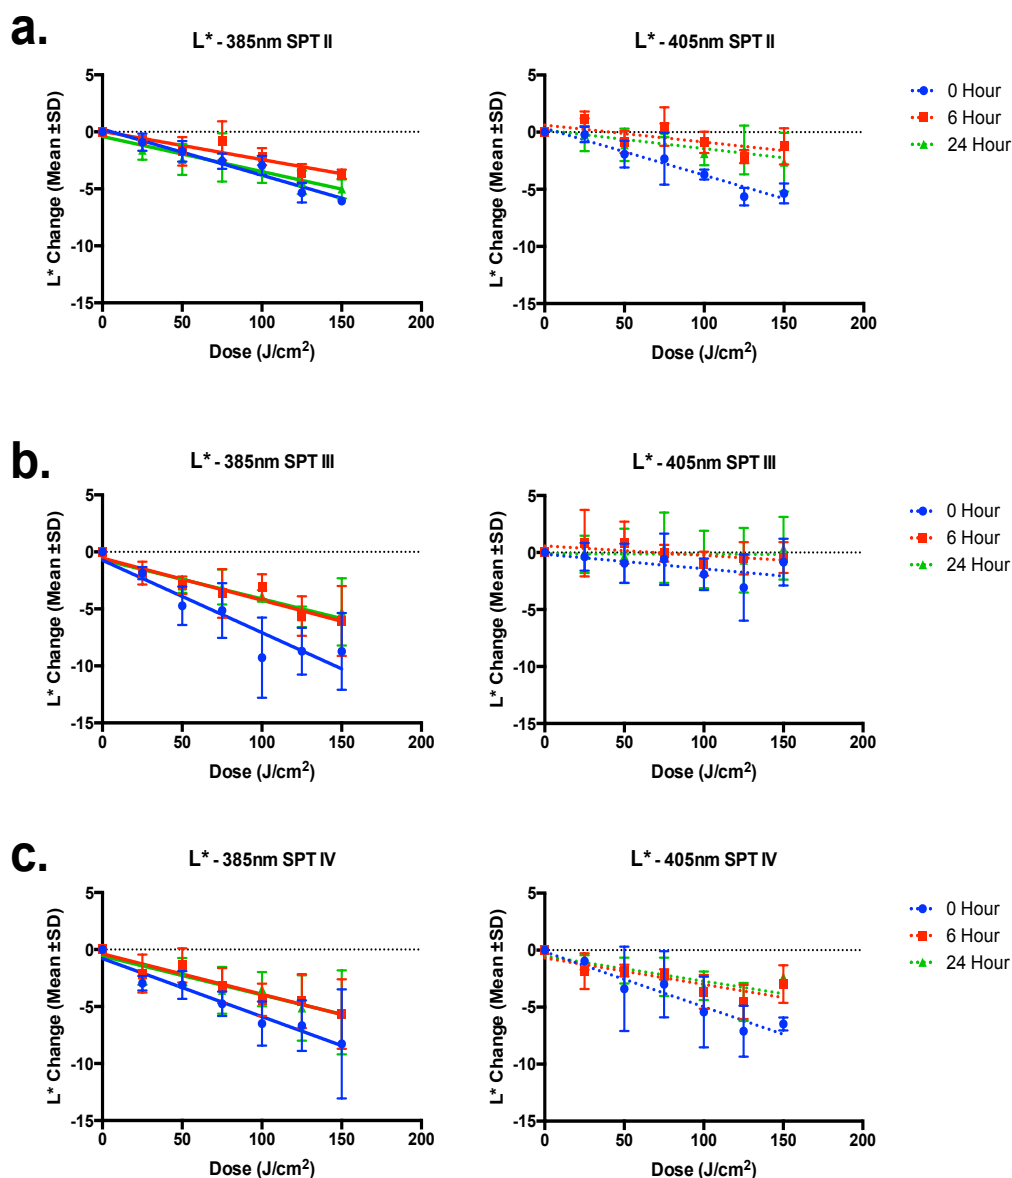 a.
L* - 385nm SPT II
L* - 405nm SPT II
L* Change (Mean ±SD)
5
0
-5
-10
-15
0 50 100 150 200
Dose (J/cm²)
L* Change (Mean ±SD)
5
0
-5
-10
-15
0 50 100 150 200
Dose (J/cm²)
0 Hour
6 Hour
24 Hour
b.
L* - 385nm SPT III
L* - 405nm SPT III
L* Change (Mean ±SD)
5
0
-5
-10
-15
0 50 100 150 200
Dose (J/cm²)
L* Change (Mean ±SD)
5
0
-5
-10
-15
0 50 100 150 200
Dose (J/cm²)
0 Hour
6 Hour
24 Hour
c.
L* - 385nm SPT IV
L* - 405nm SPT IV
L* Change (Mean ±SD)
5
0
-5
-10
-15
0 50 100 150 200
Dose (J/cm²)
L* Change (Mean ±SD)
5
0
-5
-10
-15
0 50 100 150 200
Dose (J/cm²)
0 Hour
6 Hour
24 Hour